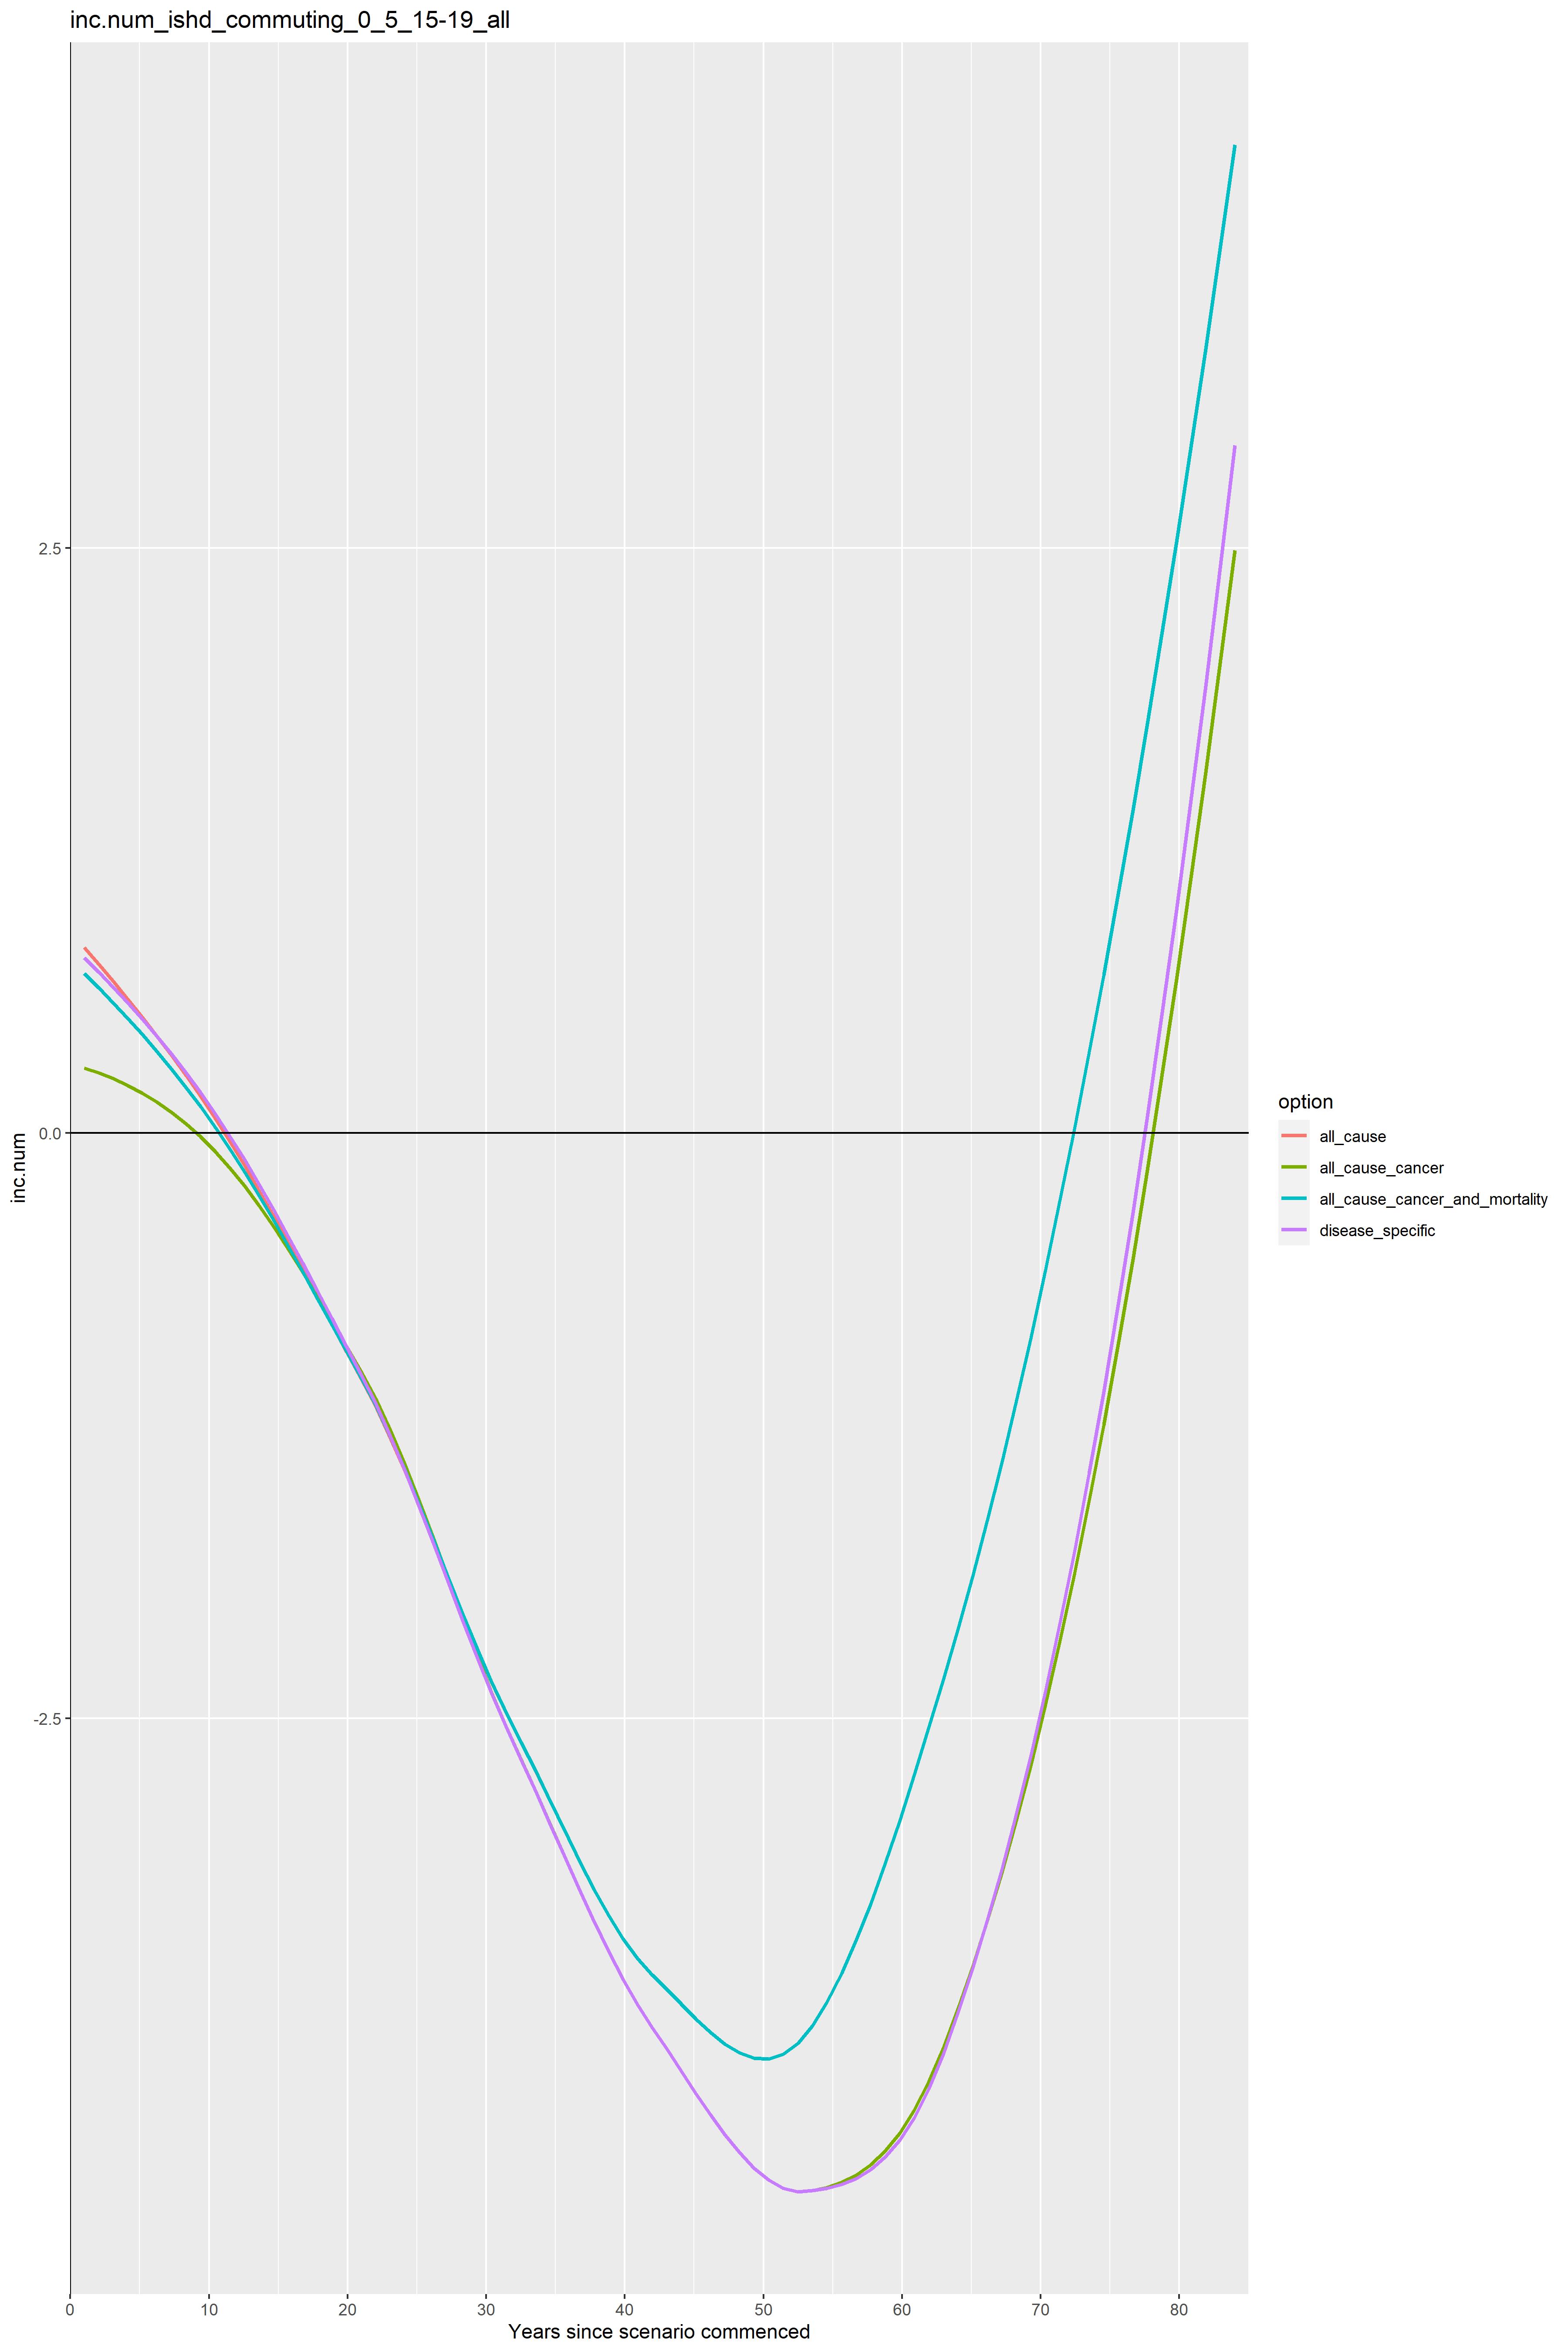 inc.num_ishd_commuting_0_5_15-19_all
2.5
0.0
-2.5
inc.num
0 10 20 30 40 50 60 70 80
Years since scenario commenced
option
all_cause
all_cause_cancer
all_cause_cancer_and_mortality
disease_specific